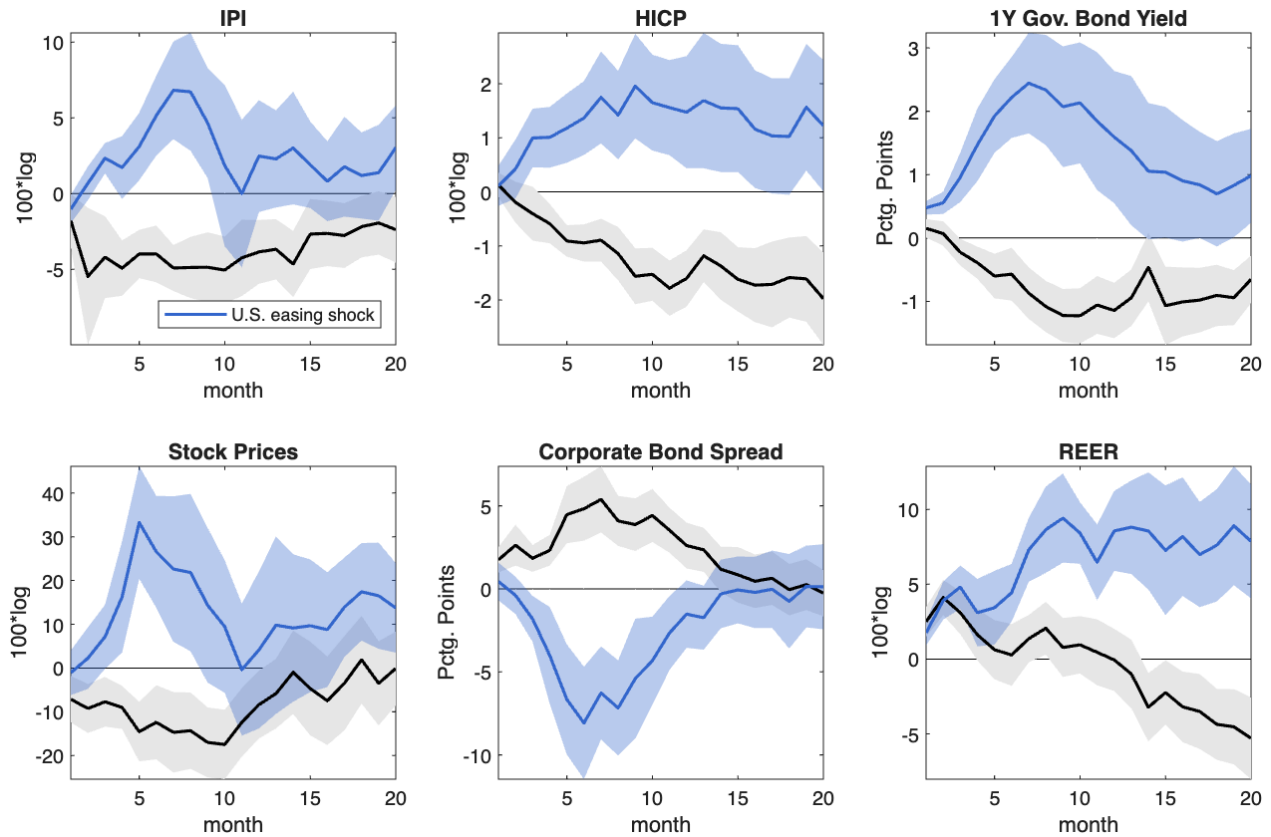 IPI
10
5
0
-5
100*log
U.S. easing shock
5
10
15
20
month
HICP
2
1
0
-1
-2
100*log
5
10
15
20
month
1Y Gov. Bond Yield
3
2
1
0
-1
Pctg. Points
5
10
15
20
month
Stock Prices
40
30
20
10
0
-10
-20
100*log
5
10
15
20
month
Corporate Bond Spread
5
0
-5
-10
Pctg. Points
5
10
15
20
month
REER
10
5
0
-5
100*log
5
10
15
20
month